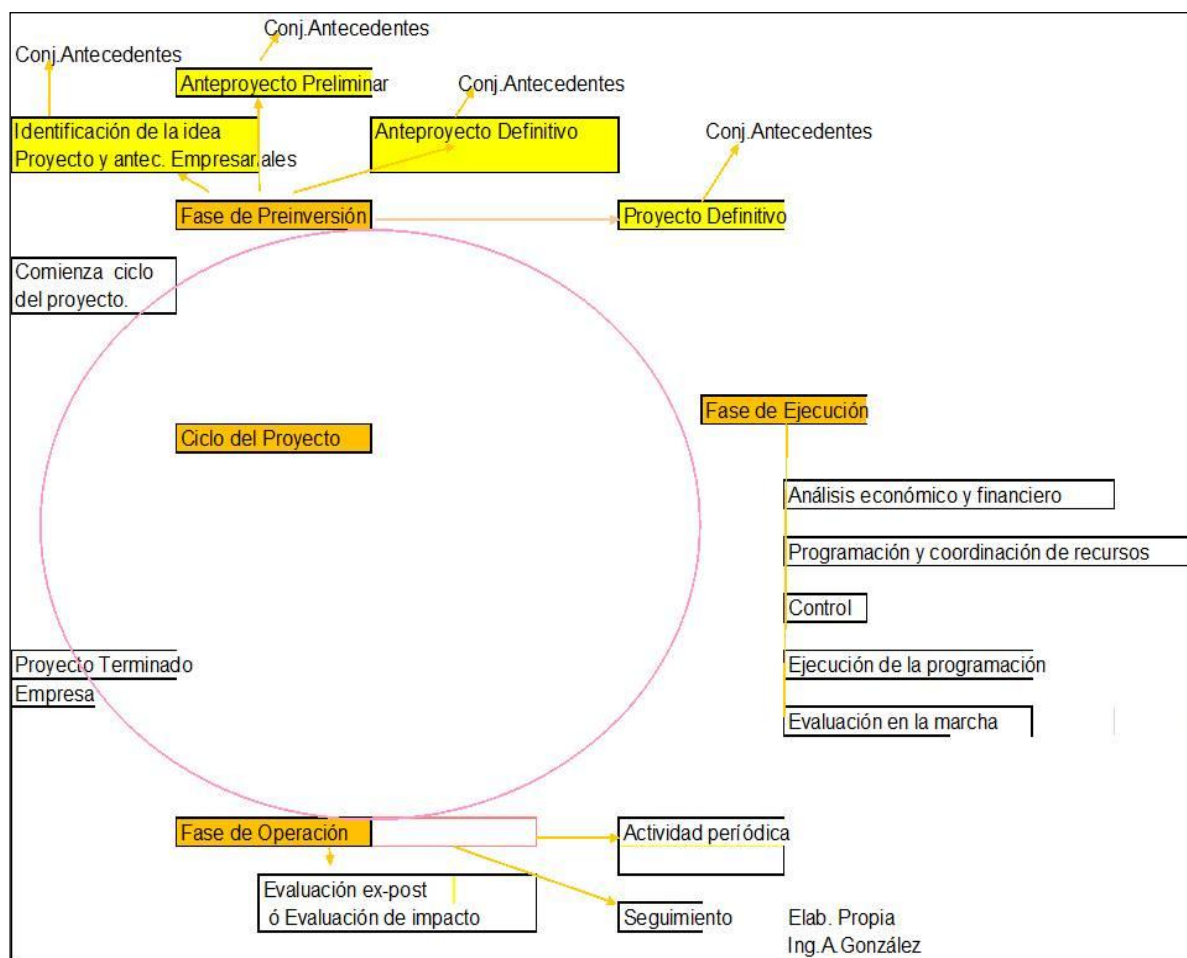 Conj.Antecedentes
Conj.Antecedentes
Anteproyecto Preliminar
Conj.Antecedentes
Identificación de la idea
Proyecto y antec. Empresariales
Anteproyecto Definitivo
Conj.Antecedentes
Fase de Preinversión
Proyecto Definitivo
Comienza ciclo
del proyecto.
Fase de Ejecución
Ciclo del Proyecto
Análisis económico y financiero
Programación y coordinación de recursos
Control
Proyecto Terminado
Empresa
Ejecución de la programación
Evaluación en la marcha
Fase de Operación
Actividad períódica
Evaluación ex-post
ó Evaluación de impacto
Seguimiento
Elab. Propia
Ing.A.González